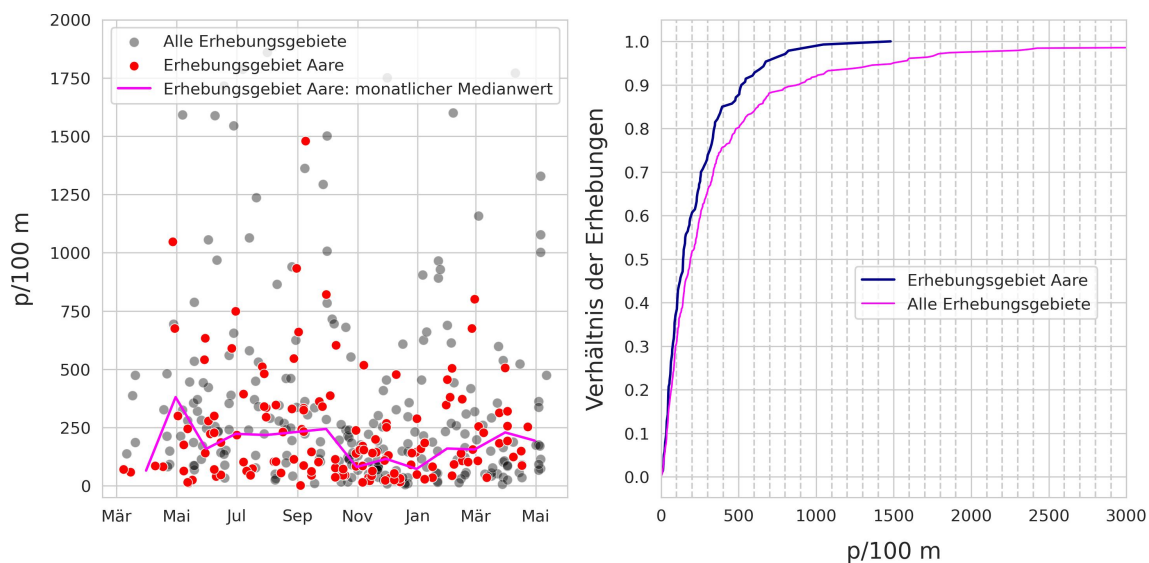 2000
1750
1500
1250
1000
750
500
250
0
p/100 m
Alle Erhebungsgebiete
Erhebungsgebiet Aare
Erhebungsgebiet Aare: monatlicher Medianwert
Mär
Mai
Jul
Sep
Nov
Jan
Mär
Mai
1.0
0.9
0.8
0.7
0.6
0.5
0.4
0.3
0.2
0.1
0.0
Verhältnis der Erhebungen
Erhebungsgebiet Aare
Alle Erhebungsgebiete
0
500
1000
1500
2000
2500
3000
p/100 m